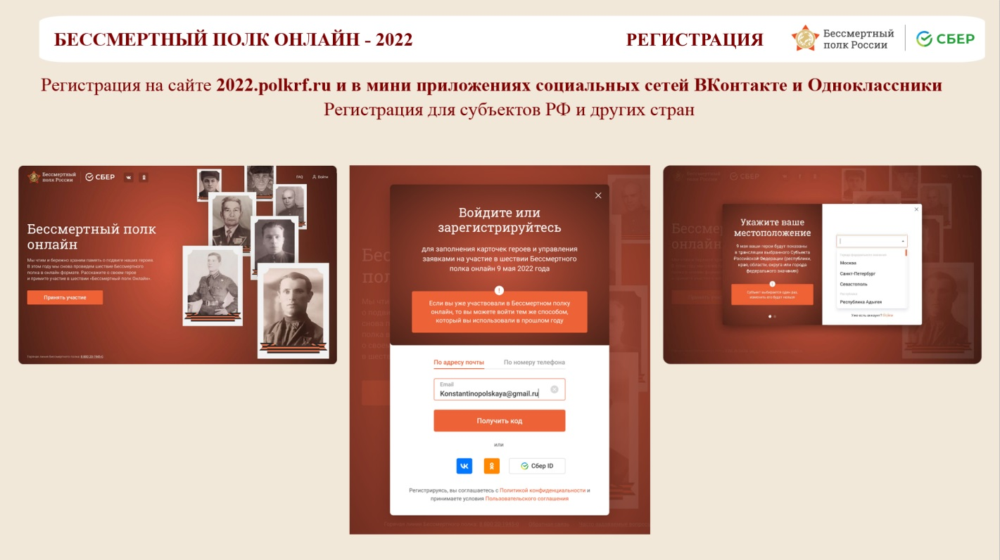 БЕССМЕРТНЫЙ ПОЛК ОНЛАЙН - 2022
РЕГИСТРАЦИЯ
Бессмертный
полк России
СБЕР
Регистрация на сайте 2022.polkrf.ru и в мини приложениях социальных сетей ВКонтакте и Одноклассники
Регистрация для субъектов РФ и других стран
Бессмертный
полк России
СБЕР
FAQ
Войти
Бессмертный полк
онлайн
Мы чтим и бережно храним память о подвиге наших героев.
В этом году мы снова проведем шествие Бессмертного
полка в онлайн формате. Расскажите о своем герое
и примите участие в шествии «Бессмертный полк Онлайн».
Принять участие
Горячая линия Бессмертного полка:
Войдите или
зарегистрируйтесь
для заполнения карточек героев и управления
заявками на участие в шествии Бессмертного
полка онлайн 9 мая 2022 года
Если вы уже участвовали в Бессмертном полку
онлайн, то вы можете войти тем же способом,
который вы использовали в прошлом году
По адресу почты
По номеру телефона
Email
Konstantinopolskaya@gmail.ru
Получить код
или
Сбер ID
Регистрируясь, вы соглашаетесь с Политикой конфиденциальности и
принимаете условия Пользовательского соглашения
Укажите ваше
местоположение
9 мая ваши герои будут показаны
в трансляции выбранного Субъекта
Российской Федерации (республики,
края, области, округа или города
федерального значения)
Субъект выбирается один раз,
изменить его будет нельзя
Города федерального значения
Москва
Санкт-Петербург
Севастополь
Республики
Республика Адыгея
Уже есть аккаунт? Войти